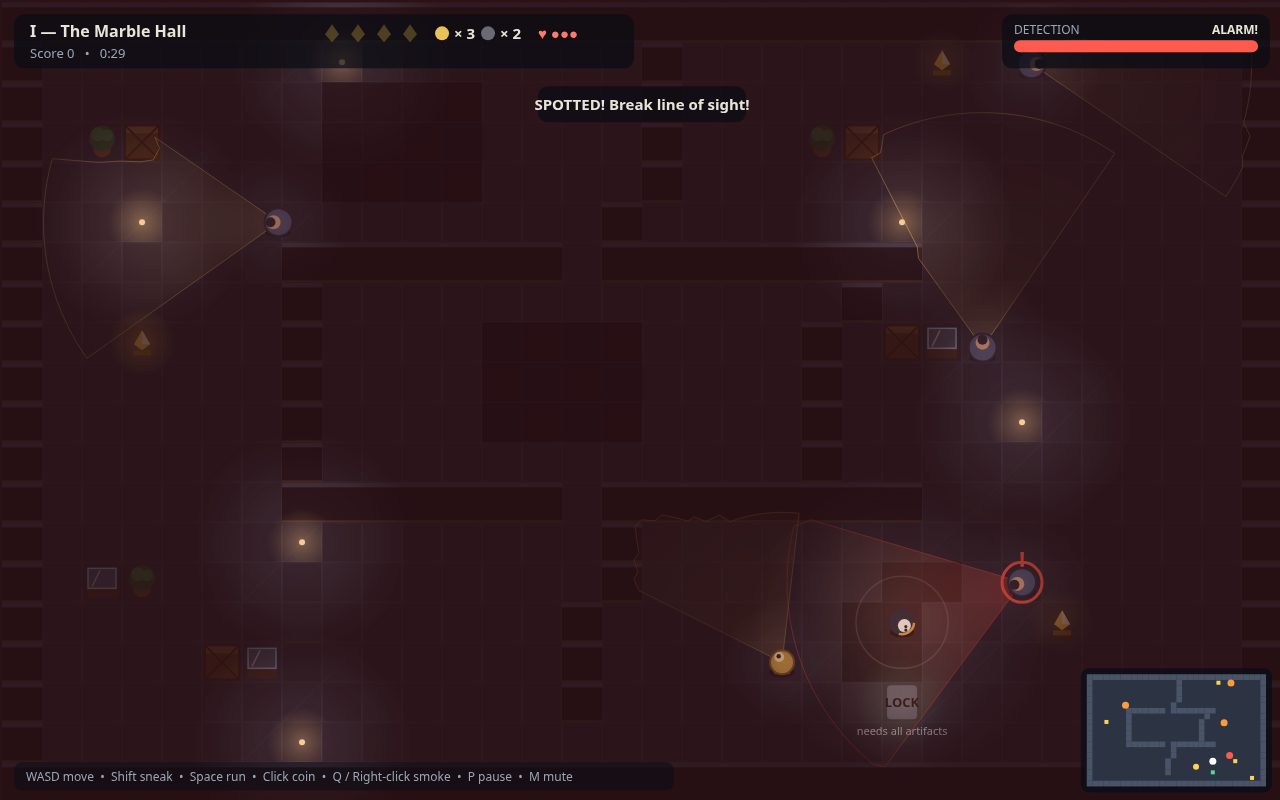 I — The Marble Hall
× 3 × 2
Score 0 • 0:29
DETECTION ALARM!
SPOTTED! Break line of sight!
!
LOCK
needs all artifacts
WASD move • Shift sneak • Space run • Click coin • Q / Right-click smoke • P pause • M mute